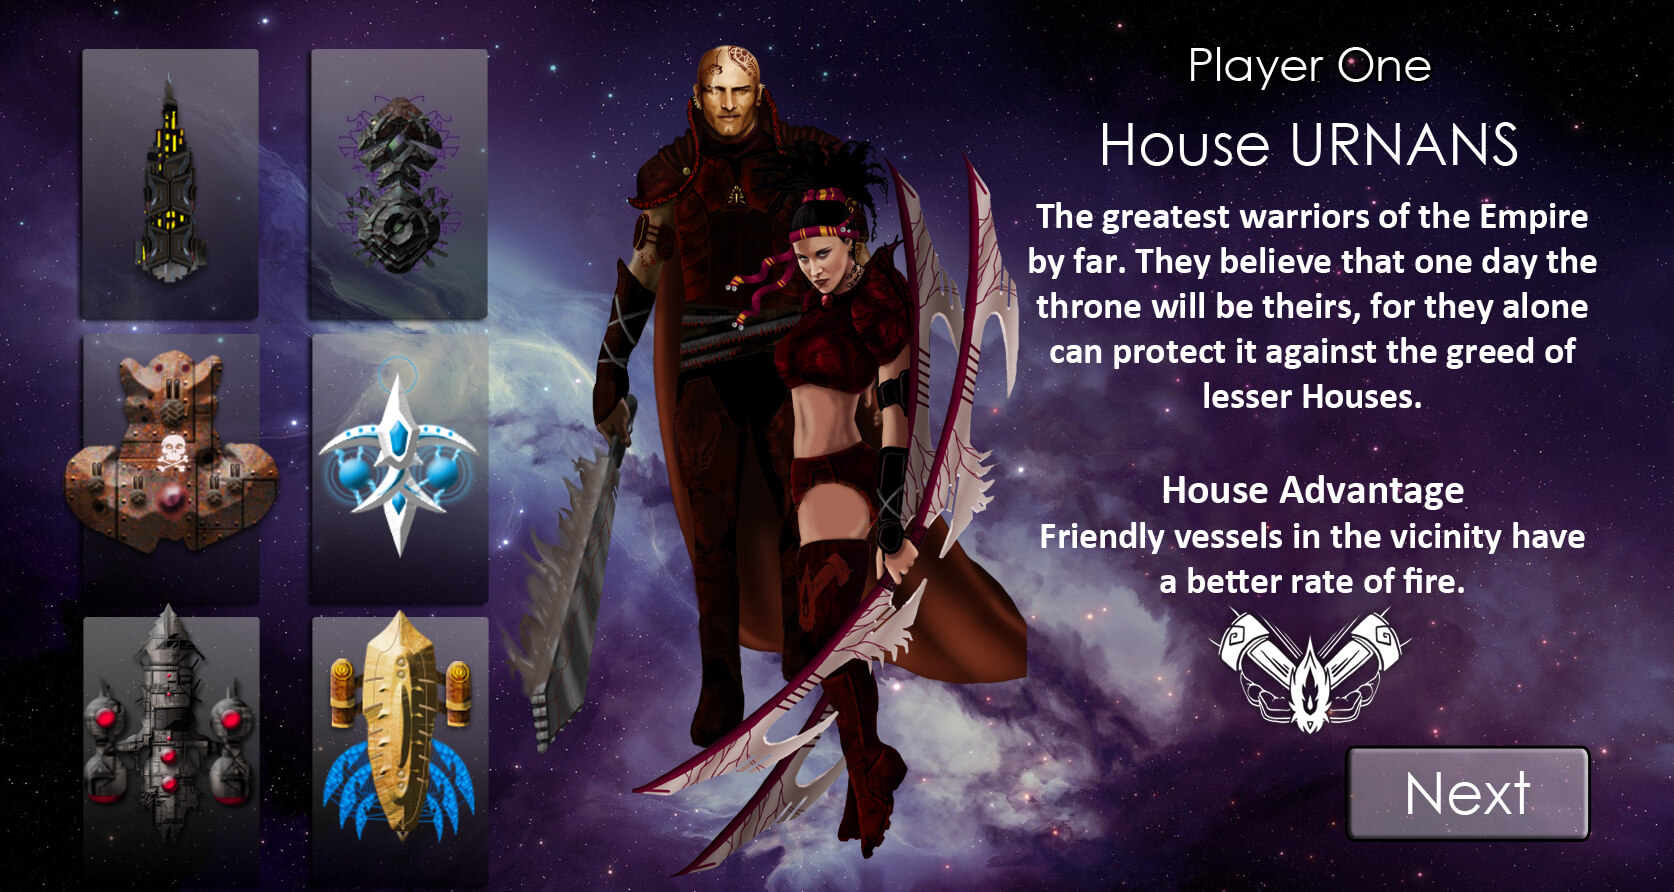 Player One
House URNANS
The greatest warriors of the Empire
by far. They believe that one day the
throne will be theirs, for they alone
can protect it against the greed of
lesser Houses.
House Advantage
Friendly vessels in the vicinity have
a better rate of fire.
Next